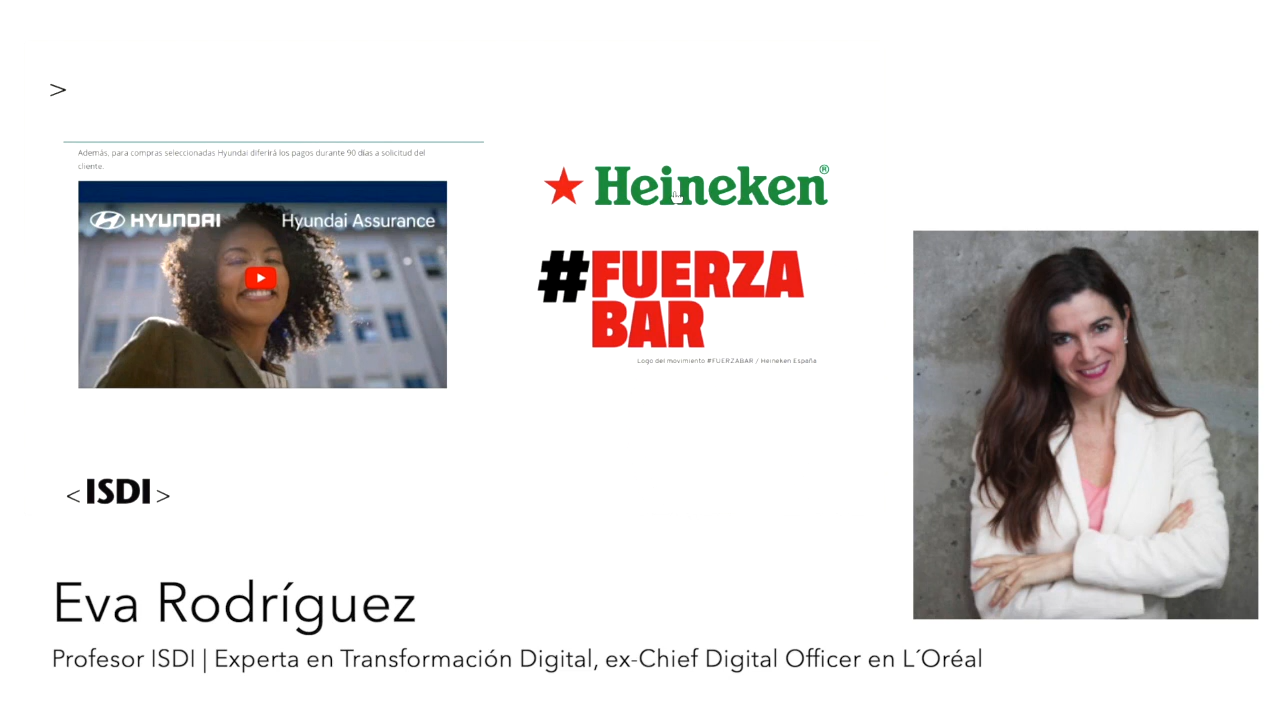 >
Además, para compras seleccionadas Hyundai diferirá los pagos durante 90 días a solicitud del
cliente.
HYUNDAI
Hyundai Assurance
Heineken®
#FUERZA
BAR
Logo del movimiento #FUERZABAR / Heineken España
< ISDI >
Eva Rodríguez
Profesor ISDI | Experta en Transformación Digital, ex-Chief Digital Officer en L´Oréal